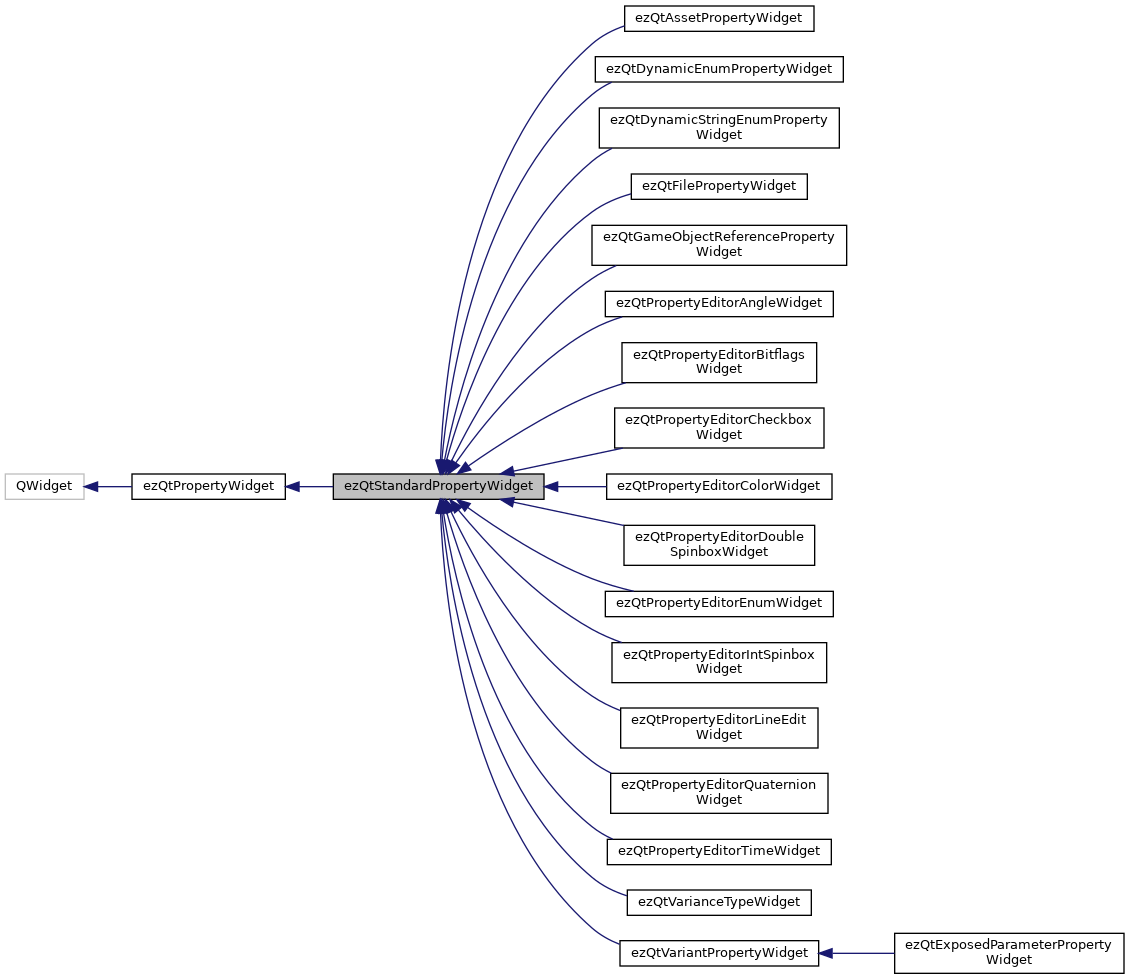 ezQtAssetPropertyWidget
ezQtDynamicEnumPropertyWidget
ezQtDynamicStringEnumProperty
Widget
ezQtFilePropertyWidget
ezQtGameObjectReferenceProperty
Widget
ezQtPropertyEditorAngleWidget
ezQtPropertyEditorBitflags
Widget
ezQtPropertyEditorCheckbox
Widget
QWidget
ezQtPropertyWidget
ezQtStandardPropertyWidget
ezQtPropertyEditorColorWidget
ezQtPropertyEditorDouble
SpinboxWidget
ezQtPropertyEditorEnumWidget
ezQtPropertyEditorIntSpinbox
Widget
ezQtPropertyEditorLineEdit
Widget
ezQtPropertyEditorQuaternion
Widget
ezQtPropertyEditorTimeWidget
ezQtVarianceTypeWidget
ezQtVariantPropertyWidget
ezQtExposedParameterProperty
Widget